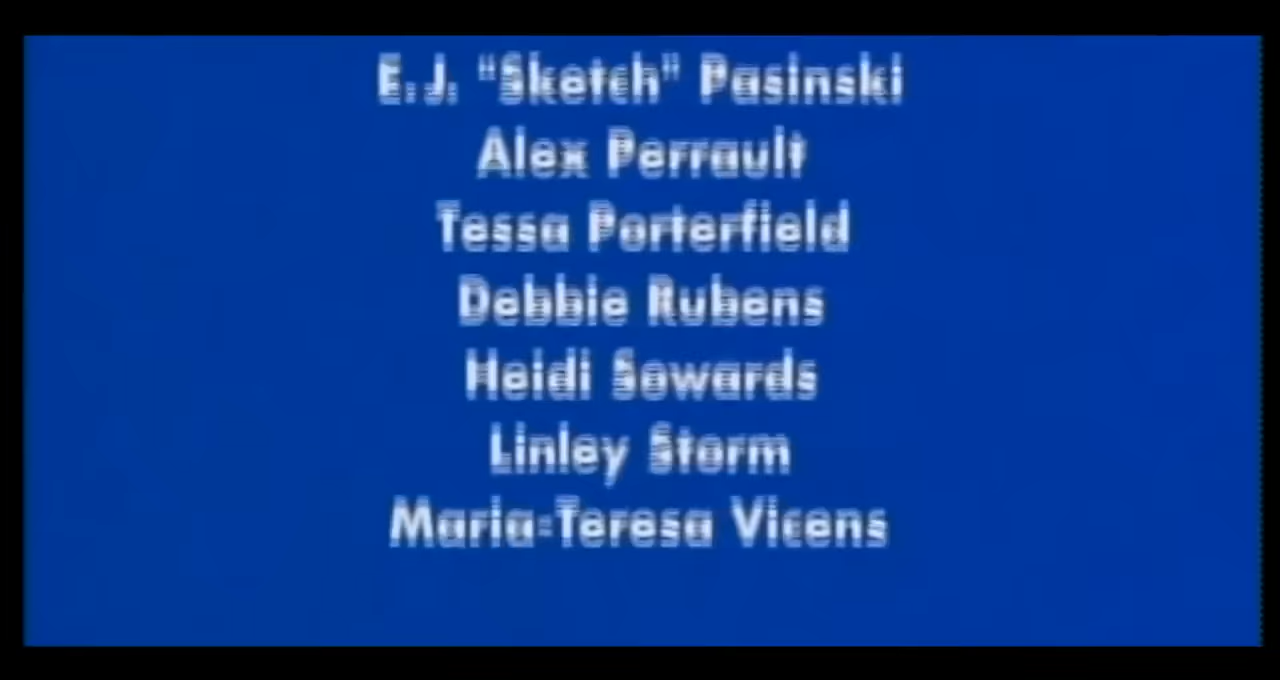 E.J. "Sketch" Pasinski
Alex Perrault
Tessa Porterfield
Debbie Rubens
Heidi Sowards
Linley Storm
Maria-Teresa Vicens